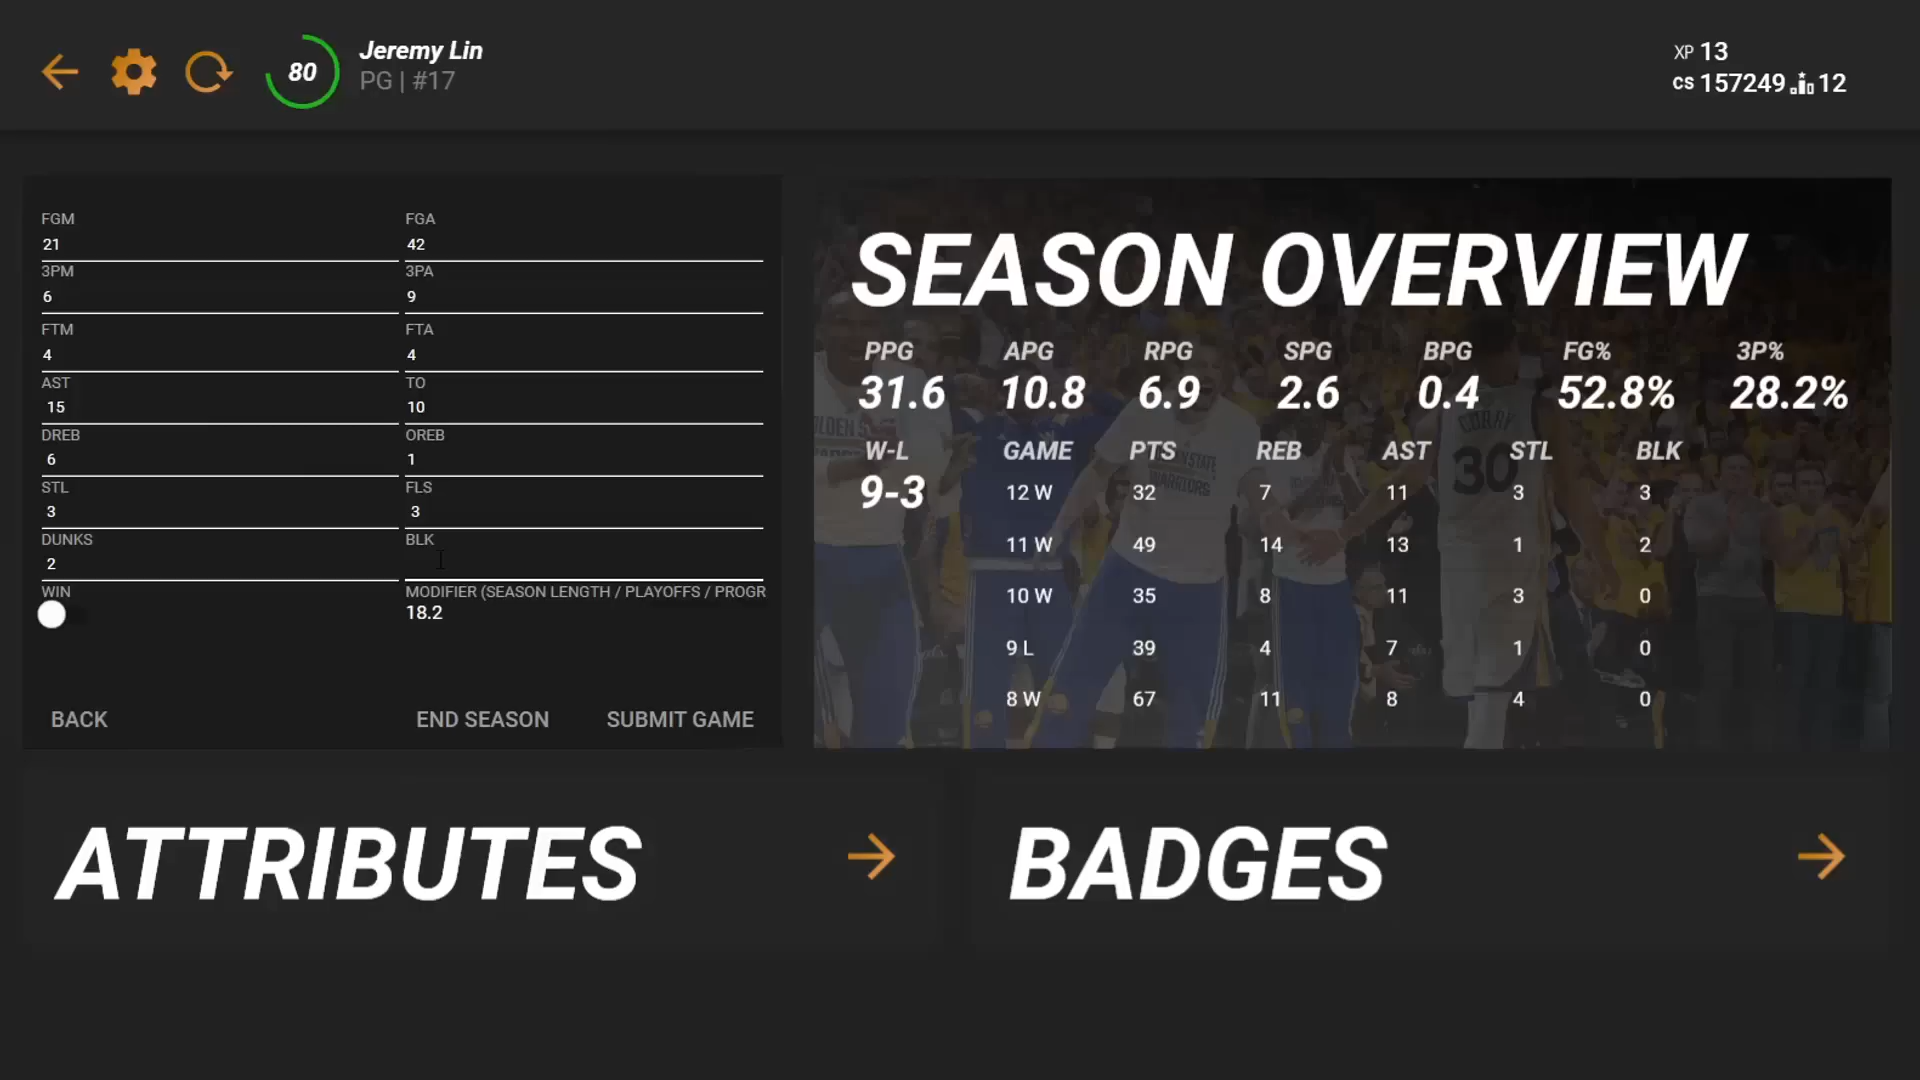 80
Jeremy Lin
PG | #17
XP 13
CS 157249 12
FGM FGA
21 42
3PM 3PA
6 9
FTM FTA
4 4
AST TO
15 10
DREB OREB
6 1
STL FLS
3 3
DUNKS BLK
2
WIN MODIFIER (SEASON LENGTH / PLAYOFFS / PROGR
18.2
BACK END SEASON SUBMIT GAME
SEASON OVERVIEW
PPG APG RPG SPG BPG FG% 3P%
31.6 10.8 6.9 2.6 0.4 52.8% 28.2%
W-L GAME PTS REB AST STL BLK
9-3 12 W 32 7 11 3 3
11 W 49 14 13 1 2
10 W 35 8 11 3 0
9 L 39 4 7 1 0
8 W 67 11 8 4 0
CURRY
30
GOLDEN STATE
WARRIORS
ATTRIBUTES
BADGES